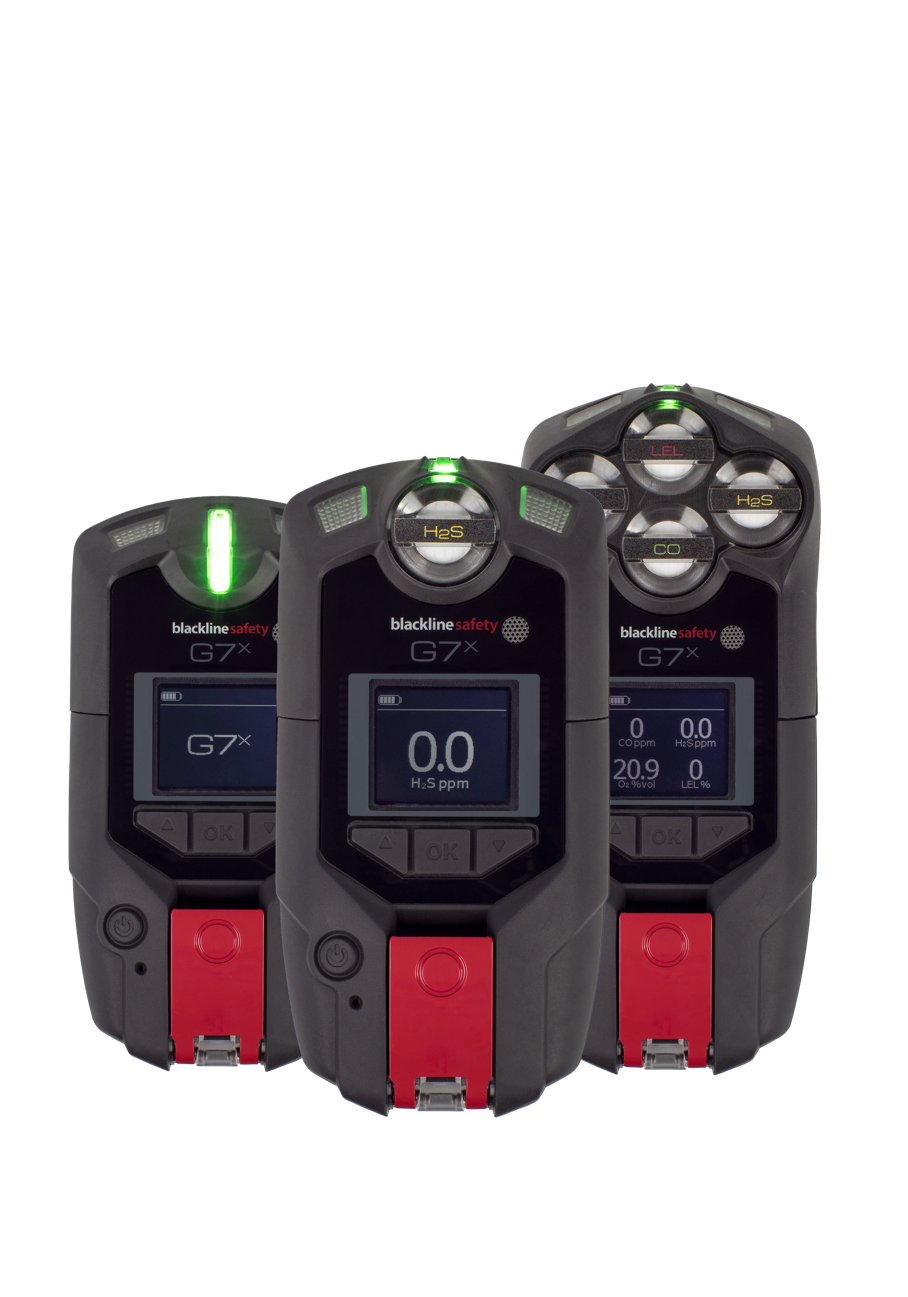 blacklinesafety
G7x
G7x
OK
H2S
blacklinesafety
G7x
0.0
H2S ppm
OK
LEL
H2S
CO
blacklinesafety
G7x
0 0.0
CO ppm H2S ppm
20.9 0
O2 %vol LEL %
OK